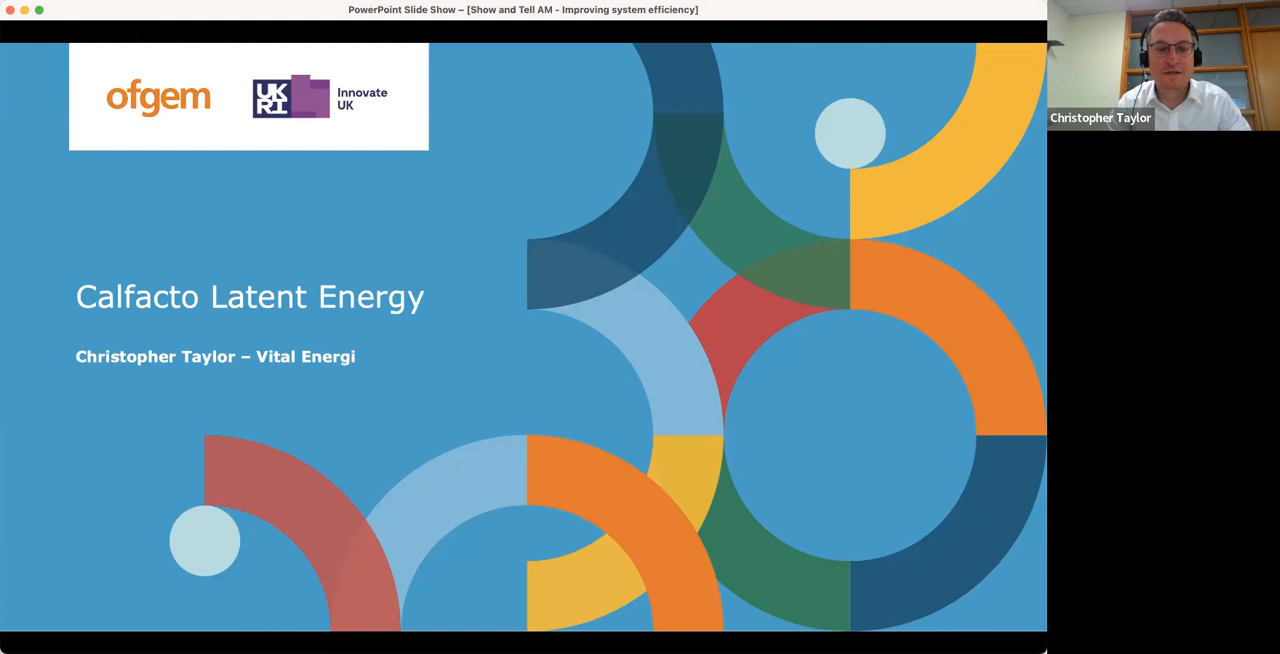 PowerPoint Slide Show – [Show and Tell AM - Improving system efficiency]
ofgem
UK
RI
Innovate
UK
Christopher Taylor
Calfacto Latent Energy
Christopher Taylor – Vital Energi